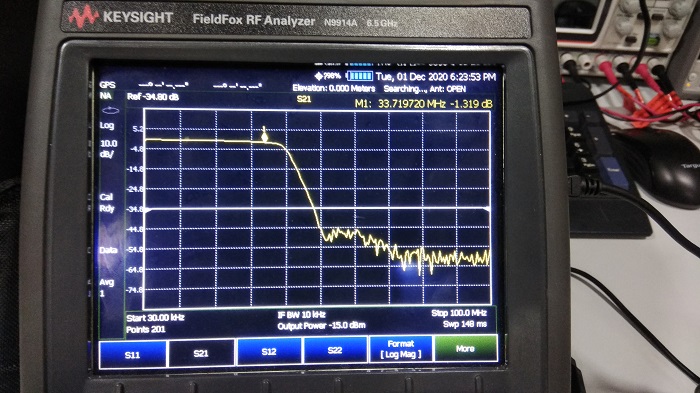 KEYSIGHT FieldFox RF Analyzer N9914A 6.5 GHz
Tue, 01 Dec 2020 6:23:53 PM
GPS
Elevation: 0.000 Meters Searching..., Ant: OPEN
NA Ref -34.80 dB S21 M1: 33.719720 MHz -1.319 dB
Log
10.0
dB/
Cal
Rdy
Data
Avg
1
5.2
-4.8
-14.8
-24.8
-34.8
-44.8
-54.8
-64.8
-74.8
1
Start 30.00 kHz IF BW 10 kHz Stop 100.0 MHz
Points 201 Output Power -15.0 dBm Swp 148 ms
S11 S21 S12 S22 Format
[Log Mag] More